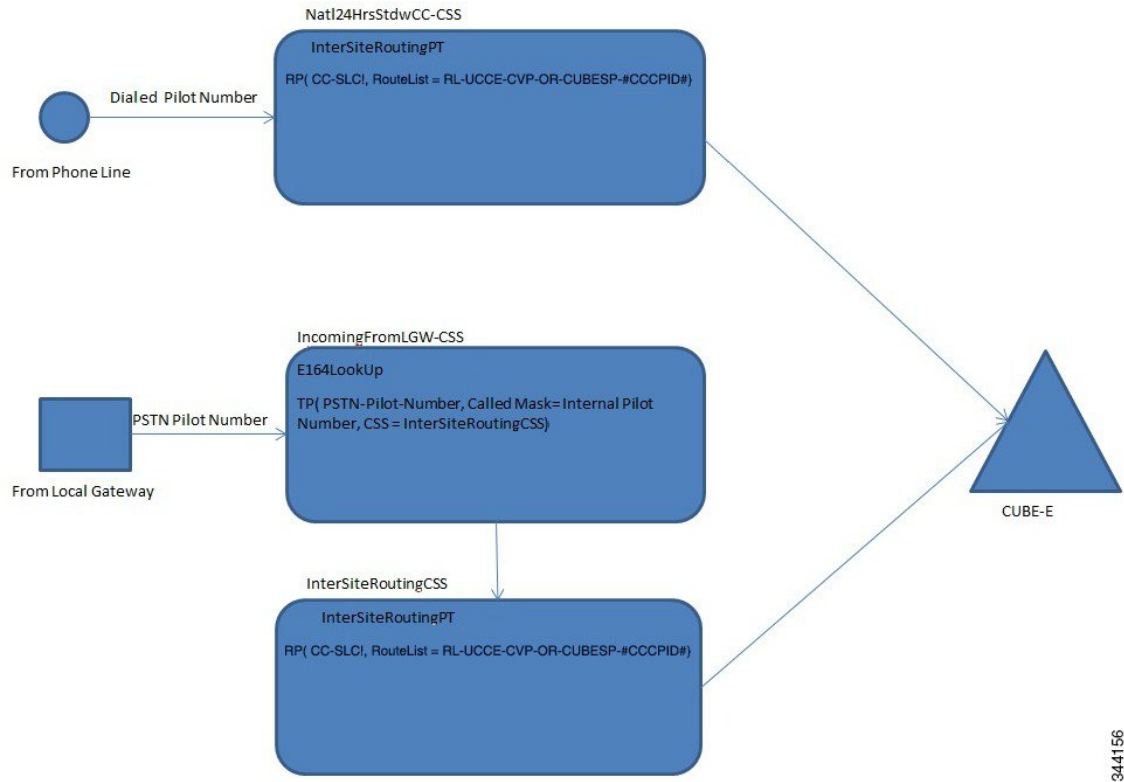 Natl24HrsStdwCC-CSS
InterSiteRoutingPT
RP( CC-SLC!, RouteList = RL-UCCE-CVP-OR-CUBESP-#CCCPID#)
Dialed Pilot Number
From Phone Line
IncomingFromLGW-CSS
E164LookUp
TP( PSTN-Pilot-Number, Called Mask=Internal Pilot
Number, CSS = InterSiteRoutingCSS)
PSTN Pilot Number
From Local Gateway
CUBE-E
InterSiteRoutingCSS
InterSiteRoutingPT
RP( CC-SLC!, RouteList = RL-UCCE-CVP-OR-CUBESP-#CCCPID#)
344156